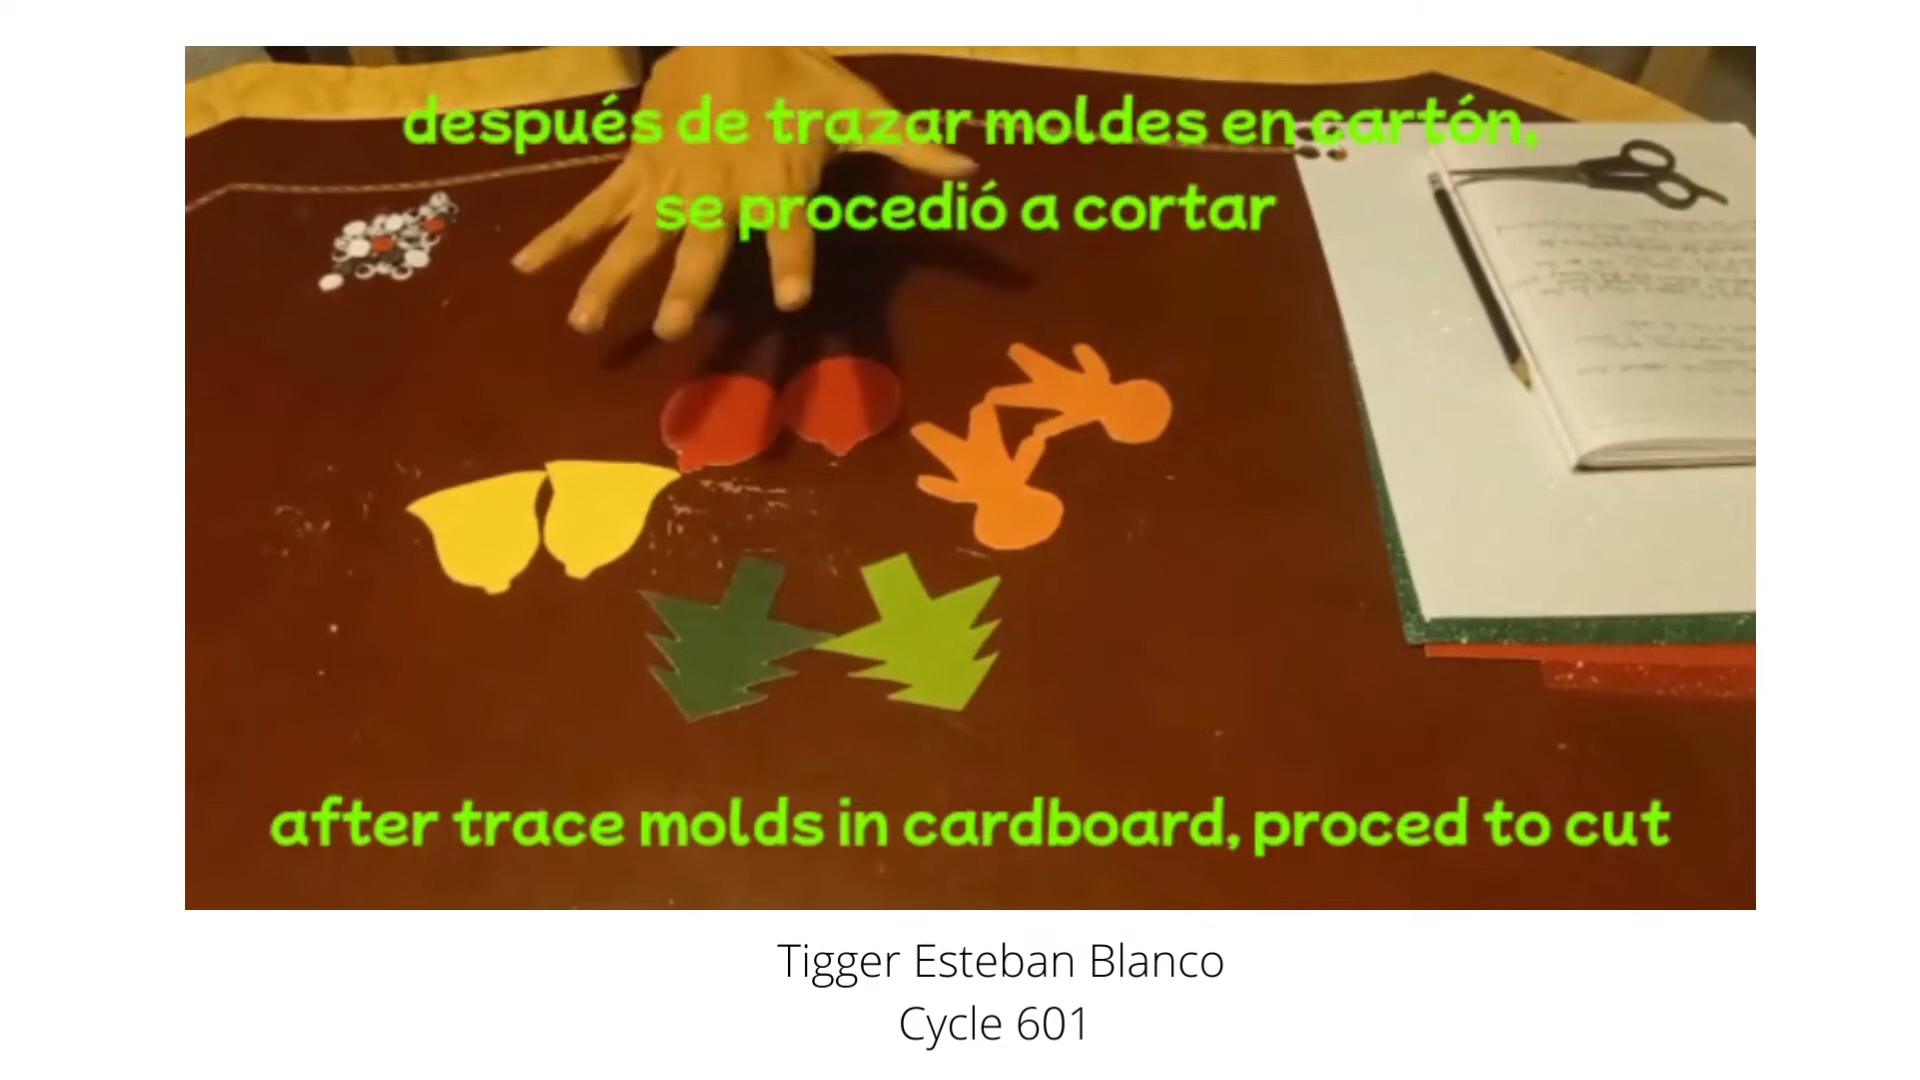 después de trazar moldes en cartón,
se procedió a cortar
after trace molds in cardboard, proced to cut
Tigger Esteban Blanco
Cycle 601